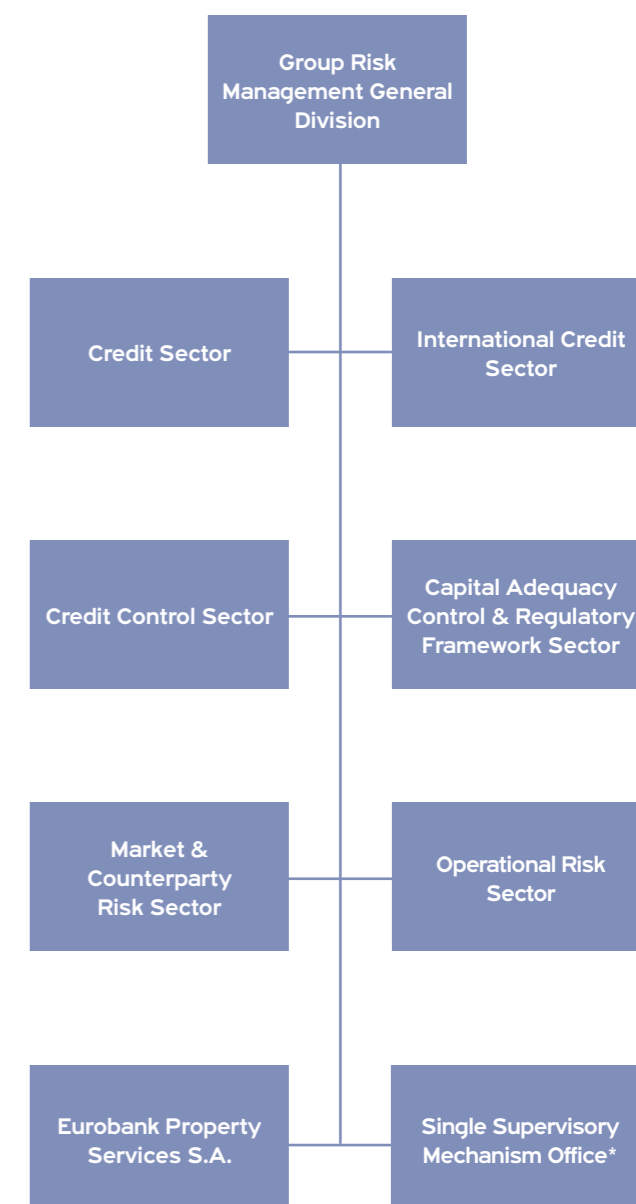 Group Risk
Management General
Division
Credit Sector
International Credit
Sector
Credit Control Sector
Capital Adequacy
Control & Regulatory
Framework Sector
Market &
Counterparty
Risk Sector
Operational Risk
Sector
Eurobank Property
Services S.A.
Single Supervisory
Mechanism Office*